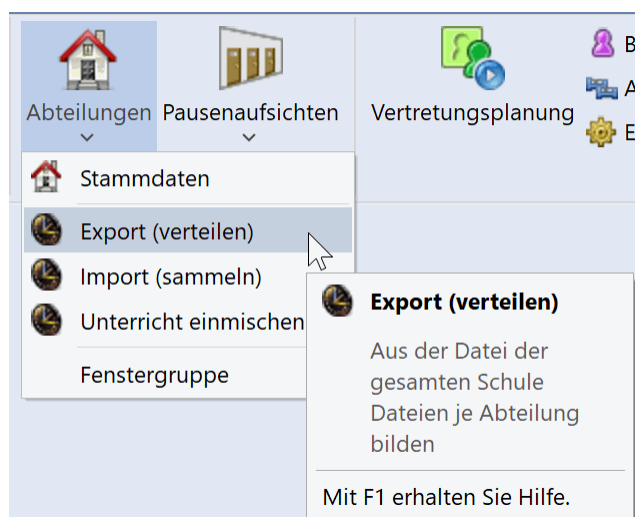 Abteilungen
Pausenaufsichten
Vertretungsplanung
B
A
E
Stammdaten
Export (verteilen)
Import (sammeln)
Unterricht einmischen
Fenstergruppe
Export (verteilen)
Aus der Datei der
gesamten Schule
Dateien je Abteilung
bilden
Mit F1 erhalten Sie Hilfe.